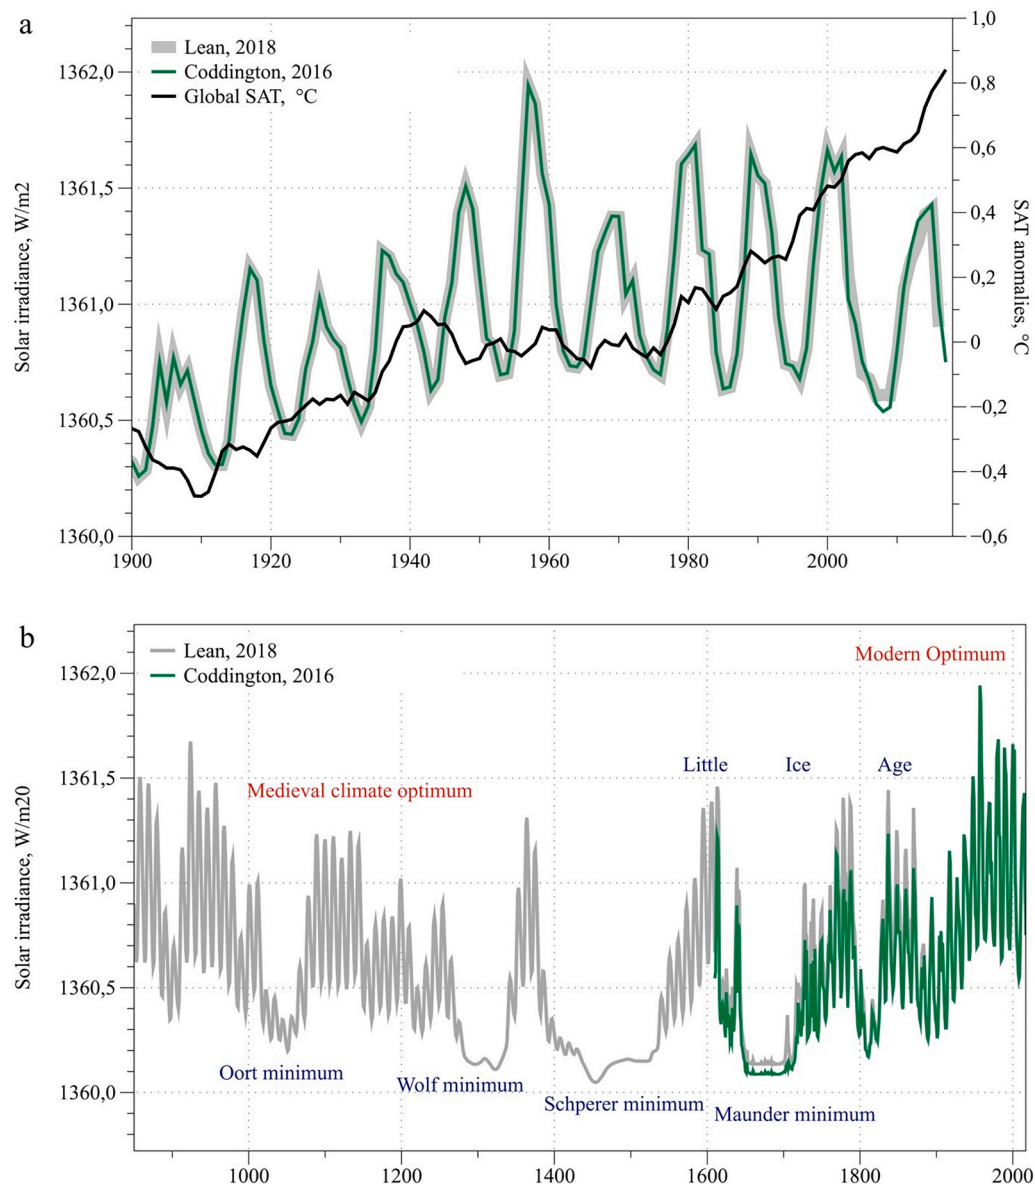 a
Lean, 2018
Coddington, 2016
Global SAT, °C
Solar irradiance, W/m2
1362,0
1361,5
1361,0
1360,5
1360,0
1,0
0,8
0,6
0,4
0,2
0
−0,2
−0,4
−0,6
SAT anomalies, °C
1900
1920
1940
1960
1980
2000
b
Lean, 2018
Coddington, 2016
Modern Optimum
Solar irradiance, W/m20
1362,0
1361,5
1361,0
1360,5
1360,0
Little Ice Age
Medieval climate optimum
Oort minimum
Wolf minimum
Schperer minimum
Maunder minimum
1000
1200
1400
1600
1800
2000